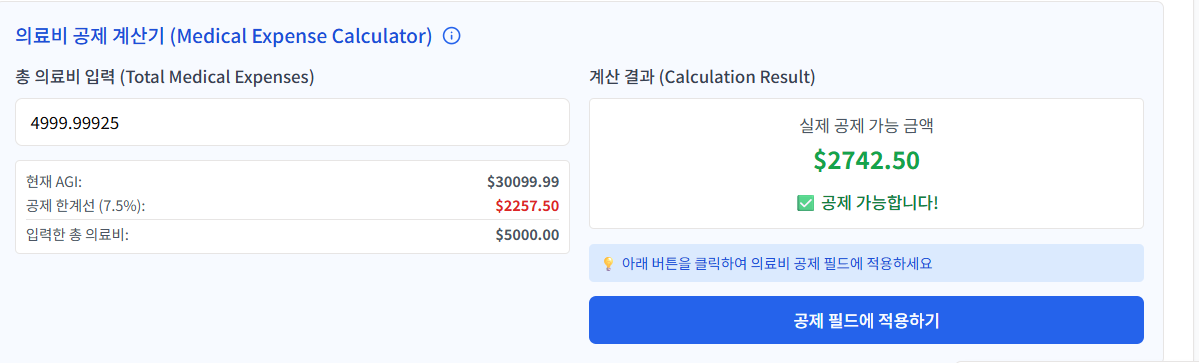 의료비 공제 계산기 (Medical Expense Calculator)
총 의료비 입력 (Total Medical Expenses)
4999.99925
현재 AGI: $30099.99
공제 한계선 (7.5%): $2257.50
입력한 총 의료비: $5000.00
계산 결과 (Calculation Result)
실제 공제 가능 금액
$2742.50
✅ 공제 가능합니다!
💡 아래 버튼을 클릭하여 의료비 공제 필드에 적용하세요
공제 필드에 적용하기